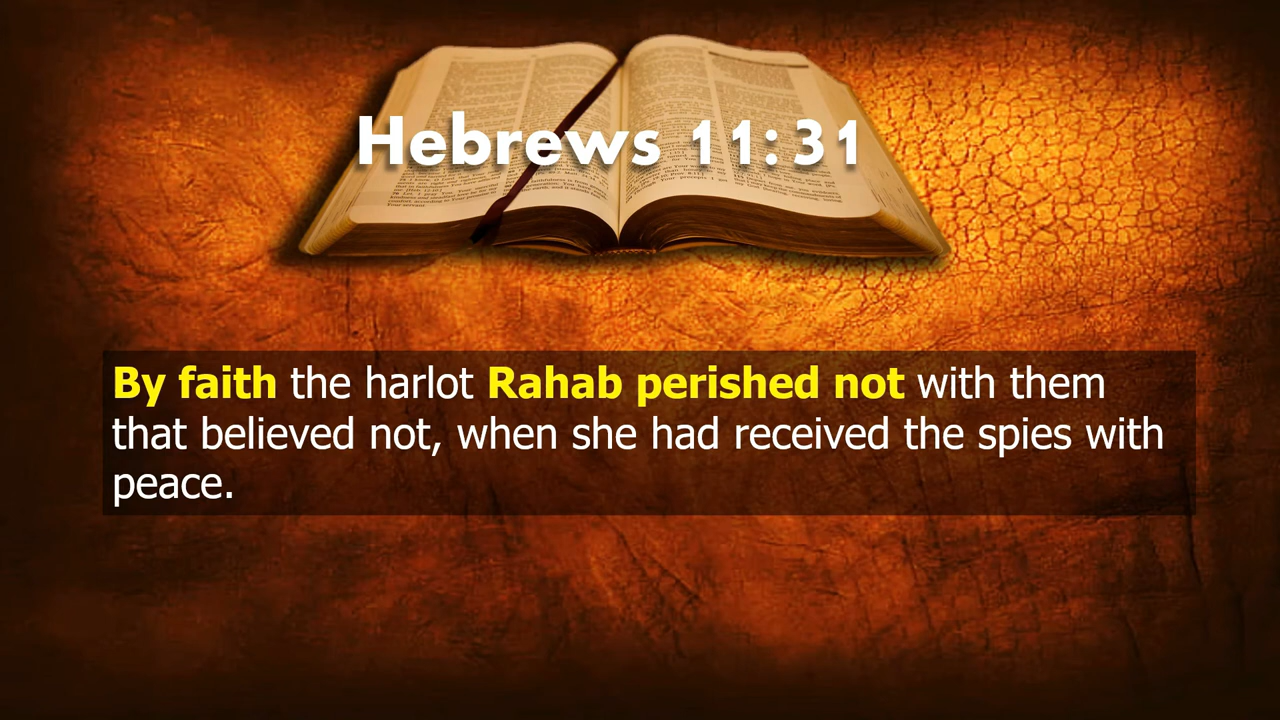 Hebrews 11:31
By faith the harlot Rahab perished not with them
that believed not, when she had received the spies with
peace.